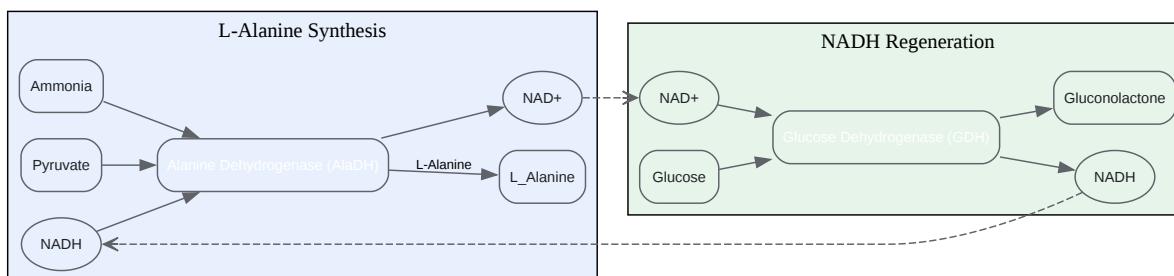 L-Alanine Synthesis
Ammonia
Pyruvate
NADH
Alanine Dehydrogenase (AlaDH)
NAD+
L-Alanine
L_Alanine
NADH Regeneration
NAD+
Glucose
Glucose Dehydrogenase (GDH)
Gluconolactone
NADH